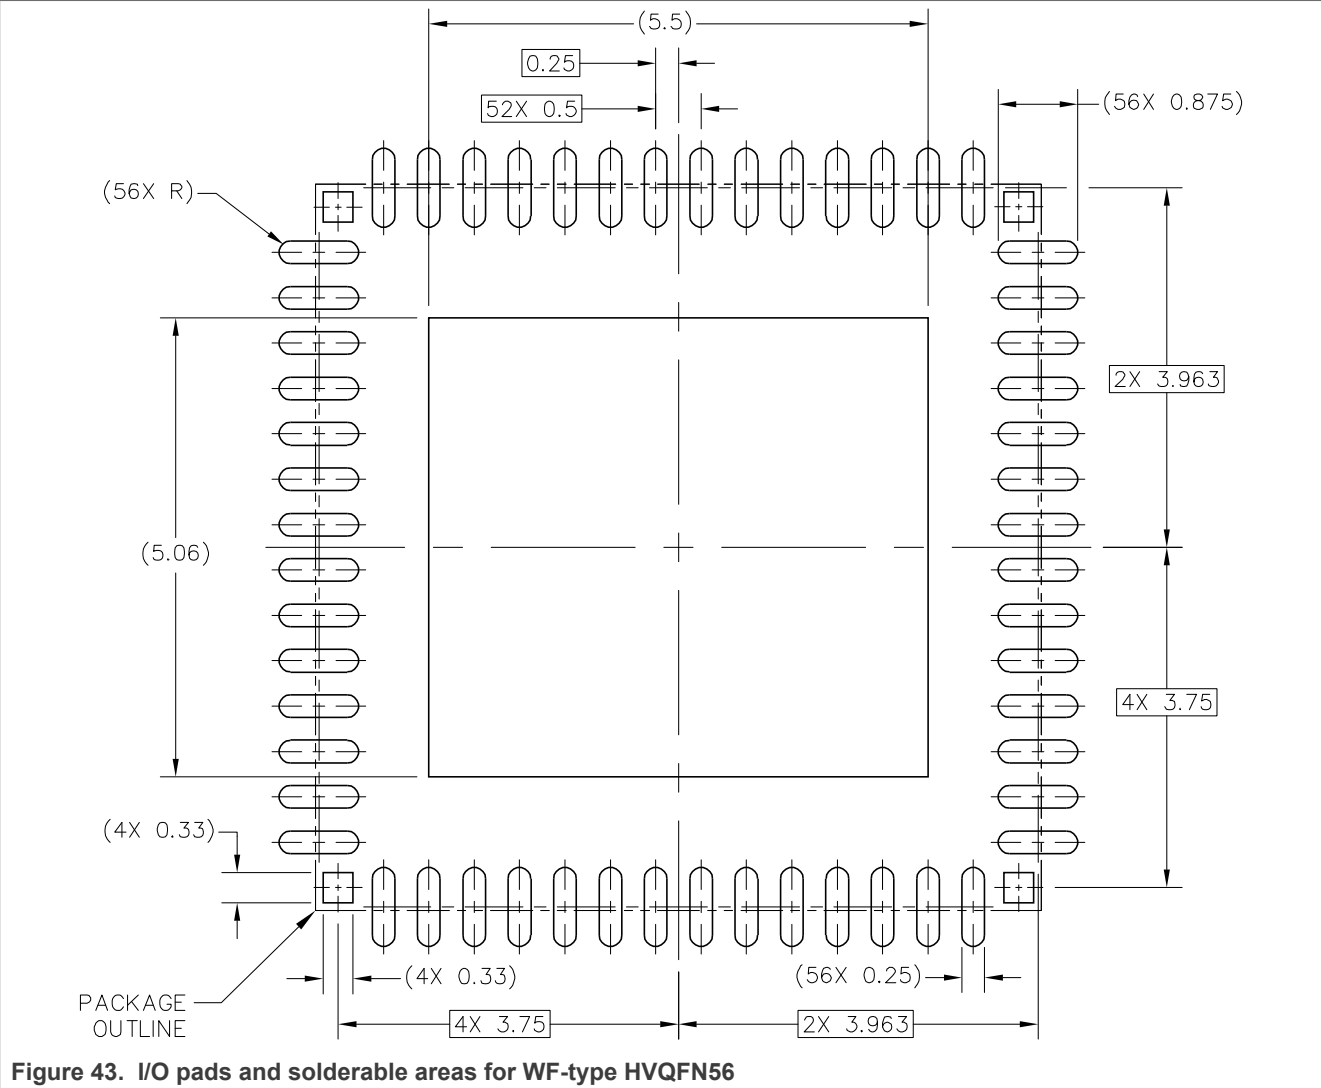 (5.5)
0.25
52X 0.5
(56X 0.875)
(56X R)
2X 3.963
(5.06)
4X 3.75
(4X 0.33)
(4X 0.33)
(56X 0.25)
PACKAGE
OUTLINE
4X 3.75
2X 3.963
Figure 43. I/O pads and solderable areas for WF-type HVQFN56